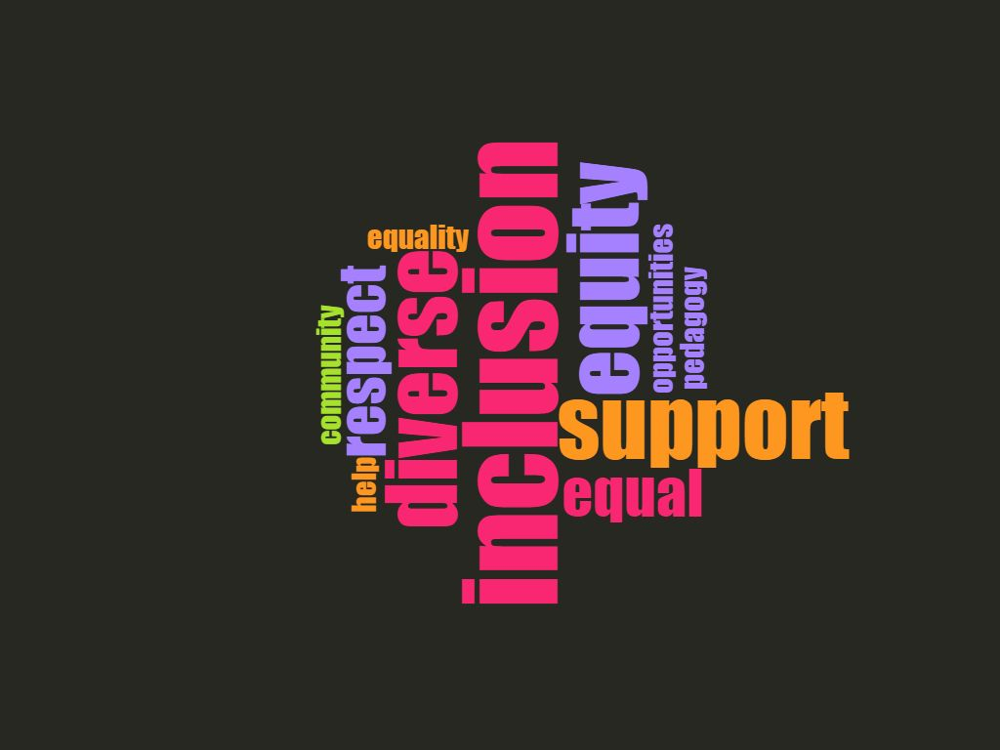 equality
community
respect
help
diverse
inclusion
equity
opportunities
pedagogy
support
equal